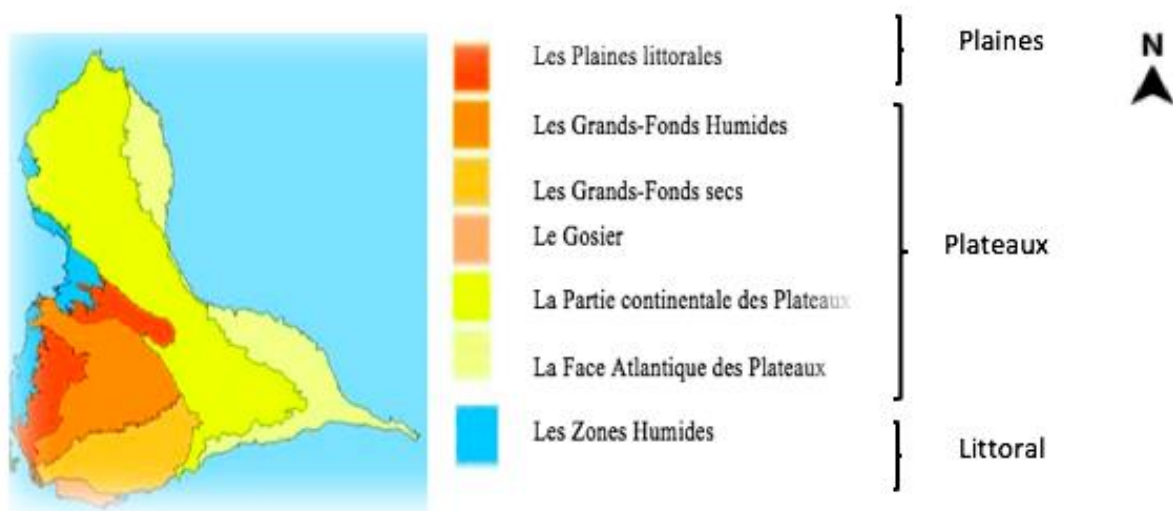 Les Plaines littorales
Plaines
N
Les Grands-Fonds Humides
Les Grands-Fonds secs
Le Gosier
Plateaux
La Partie continentale des Plateaux
La Face Atlantique des Plateaux
Les Zones Humides
Littoral